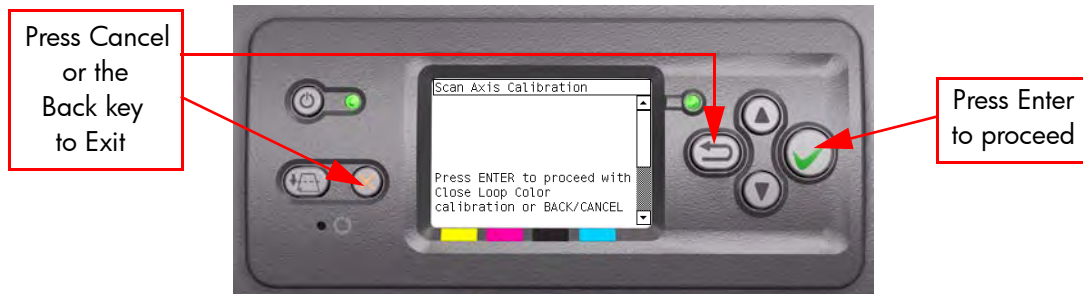 Press Cancel
or the
Back key
to Exit
Scan Axis Calibration
Press ENTER to proceed with
Close Loop Color
calibration or BACK/CANCEL
Press Enter
to proceed